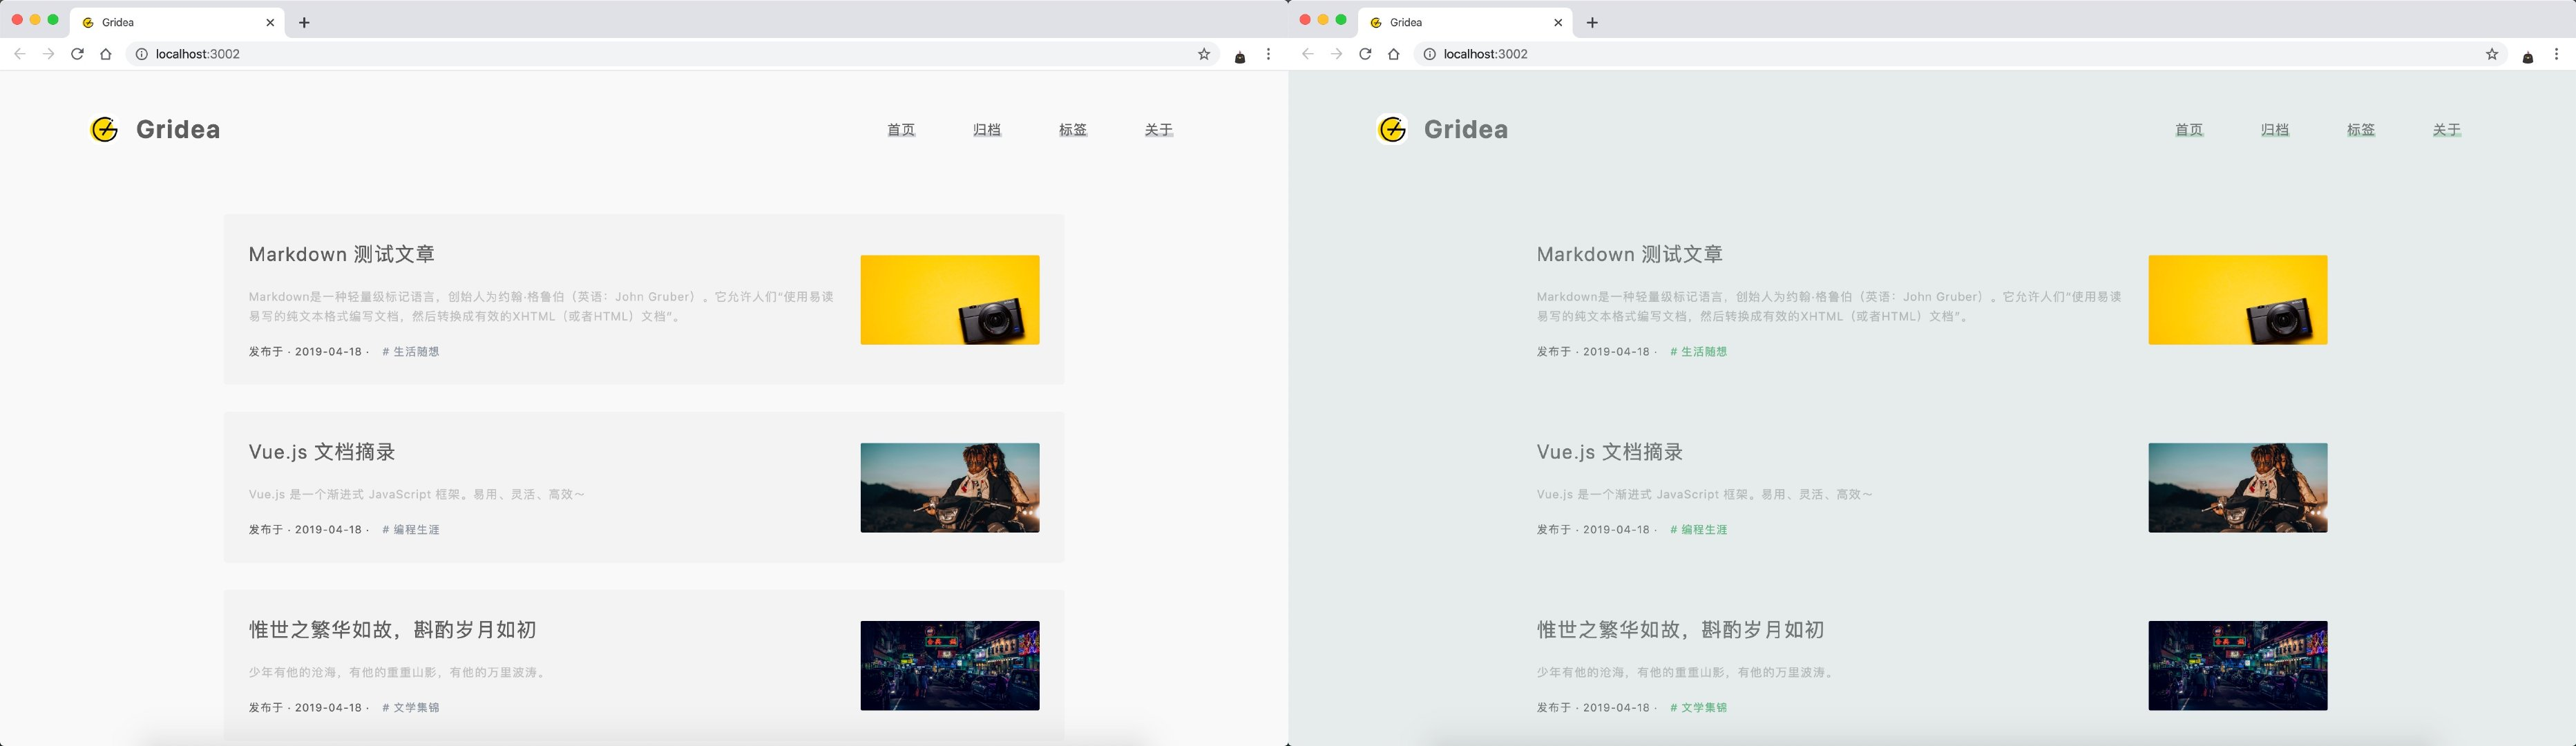 Gridea
localhost:3002
Gridea
首页 归档 标签 关于
Markdown 测试文章
Markdown是一种轻量级标记语言，创始人为约翰·格鲁伯（英语：John Gruber）。它允许人们“使用易读
易写的纯文本格式编写文档，然后转换成有效的XHTML（或者HTML）文档”。
发布于 · 2019-04-18 · # 生活随想
Vue.js 文档摘录
Vue.js 是一个渐进式 JavaScript 框架。易用、灵活、高效～
发布于 · 2019-04-18 · # 编程生涯
惟世之繁华如故，斟酌岁月如初
少年有他的沧海，有他的重重山影，有他的万里波涛。
发布于 · 2019-04-18 · # 文学集锦
Gridea
localhost:3002
Gridea
首页 归档 标签 关于
Markdown 测试文章
Markdown是一种轻量级标记语言，创始人为约翰·格鲁伯（英语：John Gruber）。它允许人们“使用易读
易写的纯文本格式编写文档，然后转换成有效的XHTML（或者HTML）文档”。
发布于 · 2019-04-18 · # 生活随想
Vue.js 文档摘录
Vue.js 是一个渐进式 JavaScript 框架。易用、灵活、高效～
发布于 · 2019-04-18 · # 编程生涯
惟世之繁华如故，斟酌岁月如初
少年有他的沧海，有他的重重山影，有他的万里波涛。
发布于 · 2019-04-18 · # 文学集锦